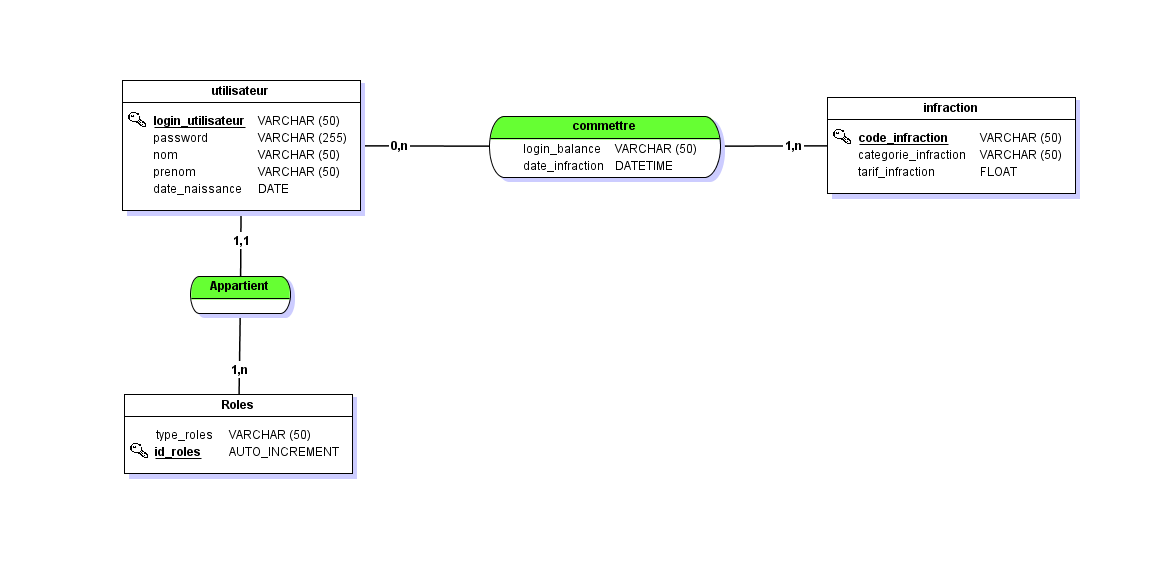 utilisateur
login_utilisateur VARCHAR (50)
password VARCHAR (255)
nom VARCHAR (50)
prenom VARCHAR (50)
date_naissance DATE
0,n
commettre
login_balance VARCHAR (50)
date_infraction DATETIME
1,n
infraction
code_infraction VARCHAR (50)
categorie_infraction VARCHAR (50)
tarif_infraction FLOAT
1,1
Appartient
1,n
Roles
type_roles VARCHAR (50)
id_roles AUTO_INCREMENT